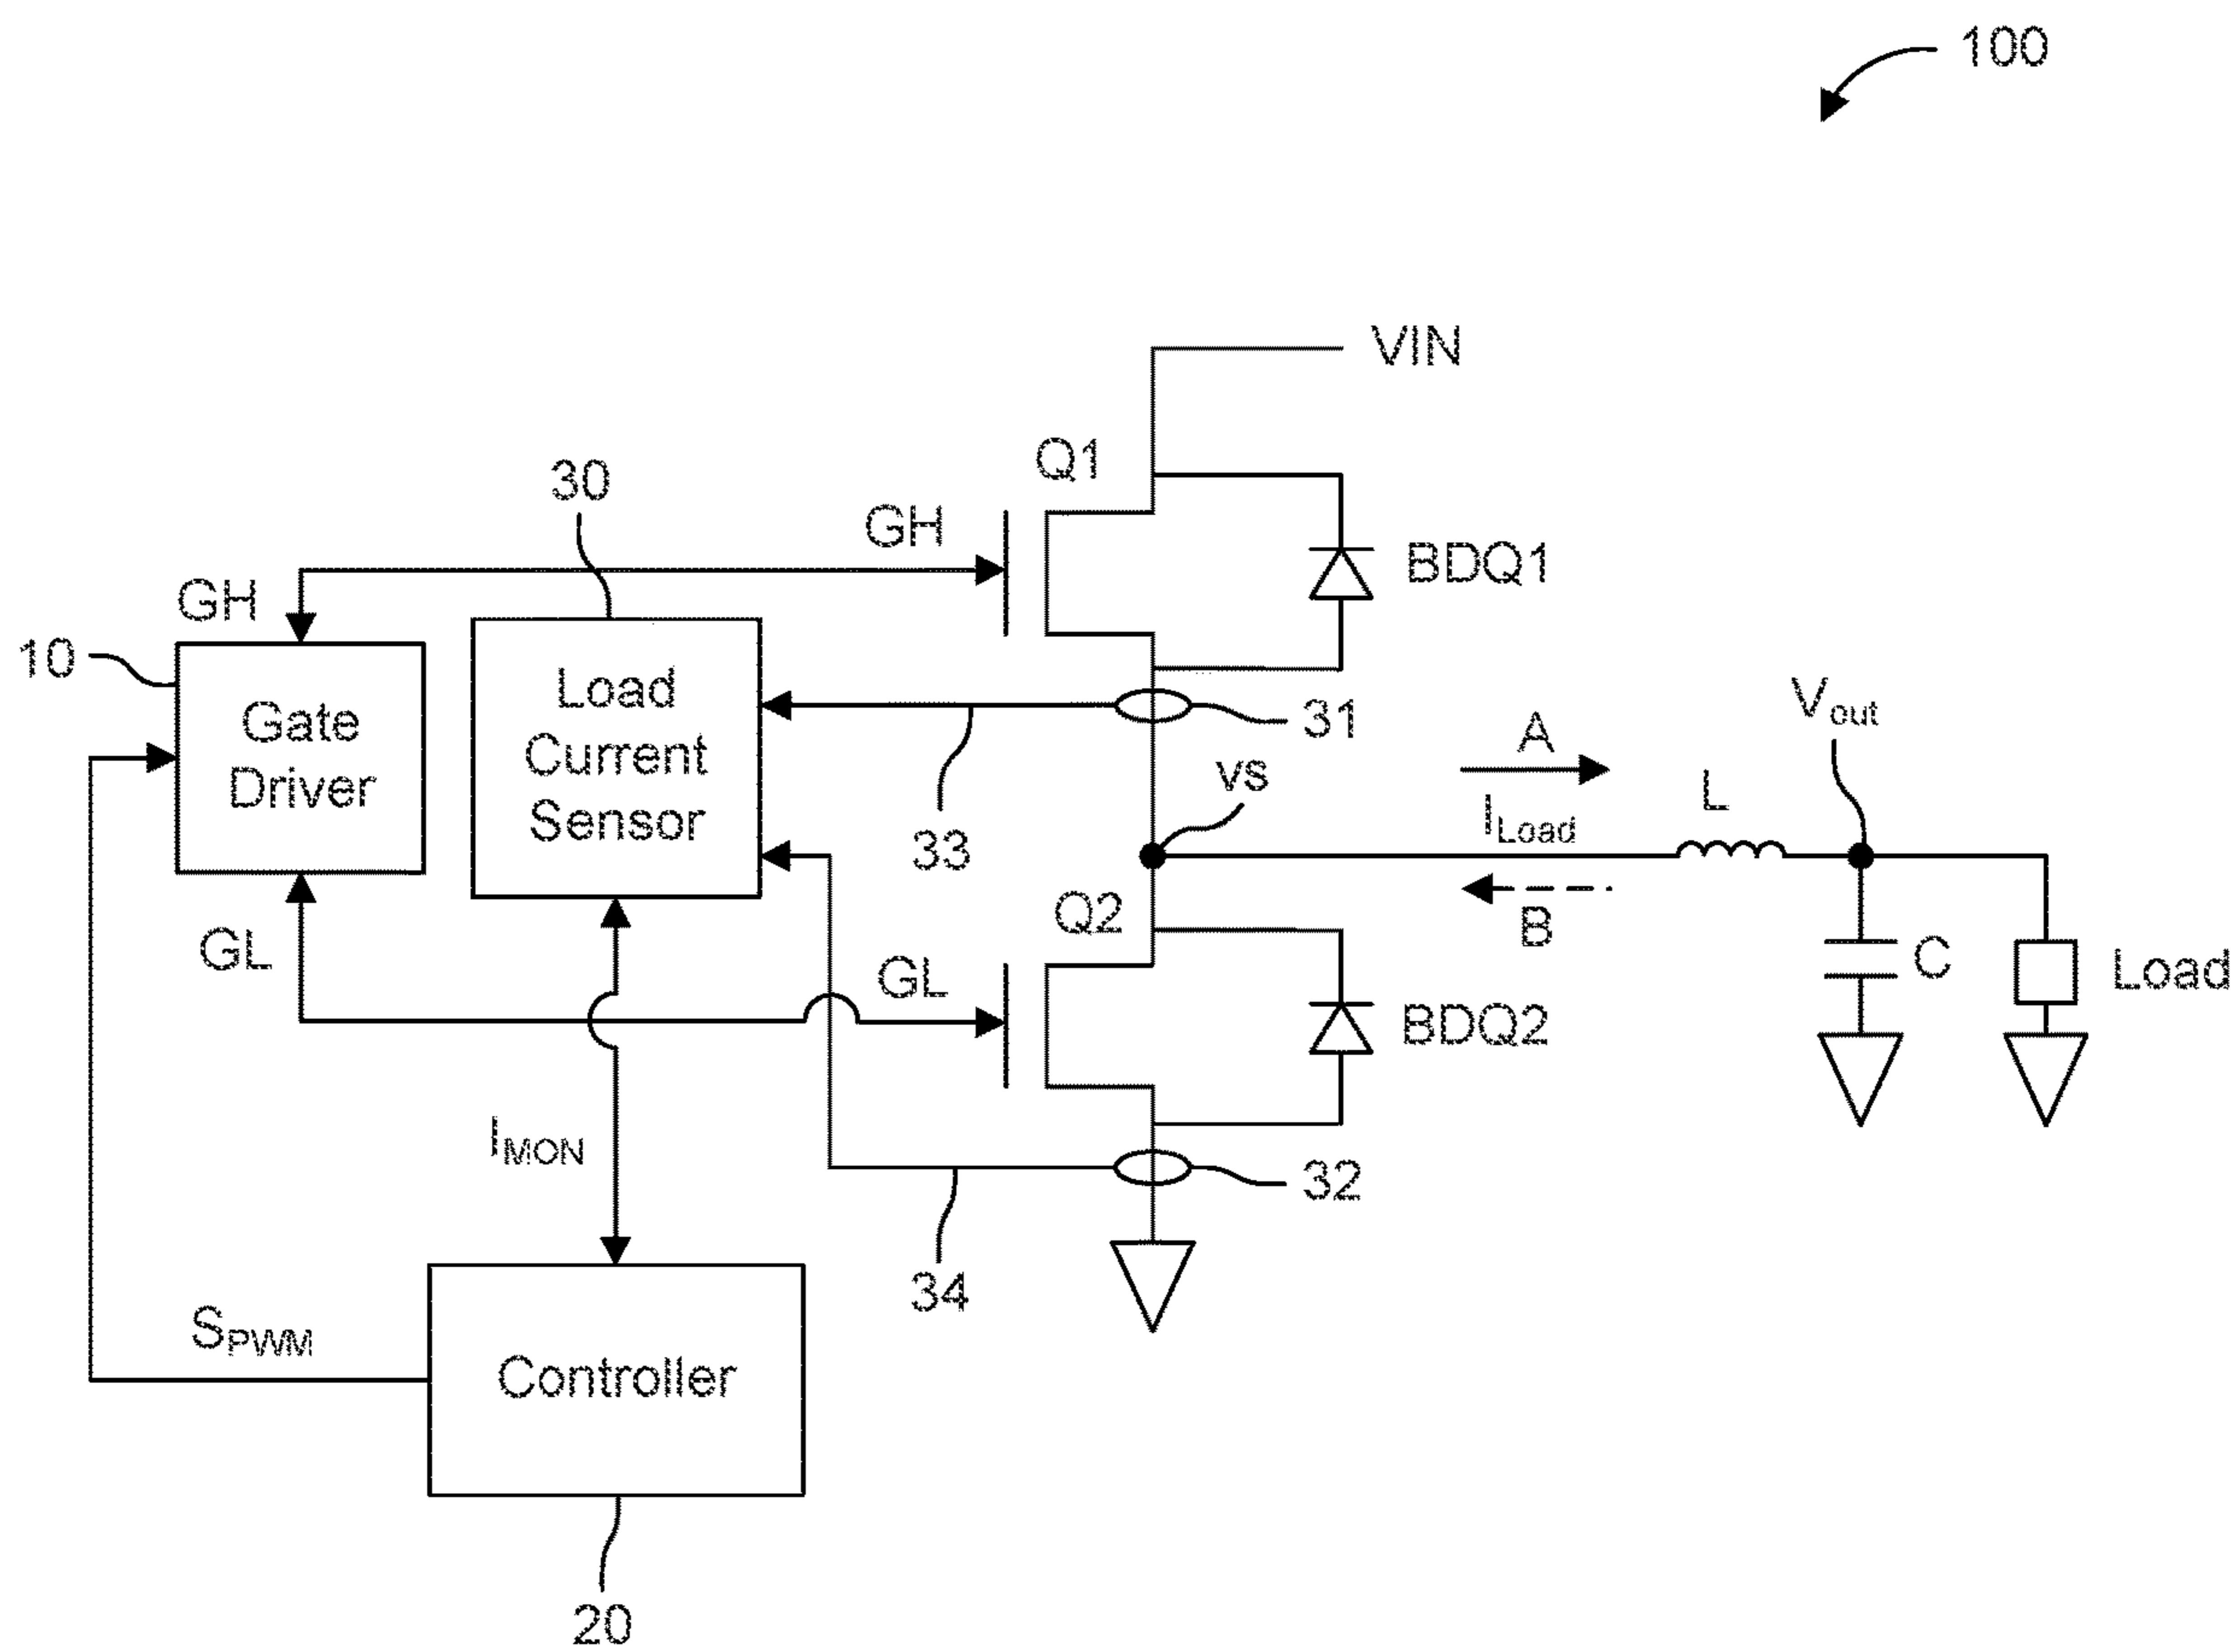 100
VIN
Q1
30
GH
BDQ1
GH
10
Load
Current
Sensor
Gate
Driver
31
A
Vout
vs
L
ILoad
33
B
Q2
GL
GL
C
Load
BDQ2
IMON
32
34
SPWM
Controller
20